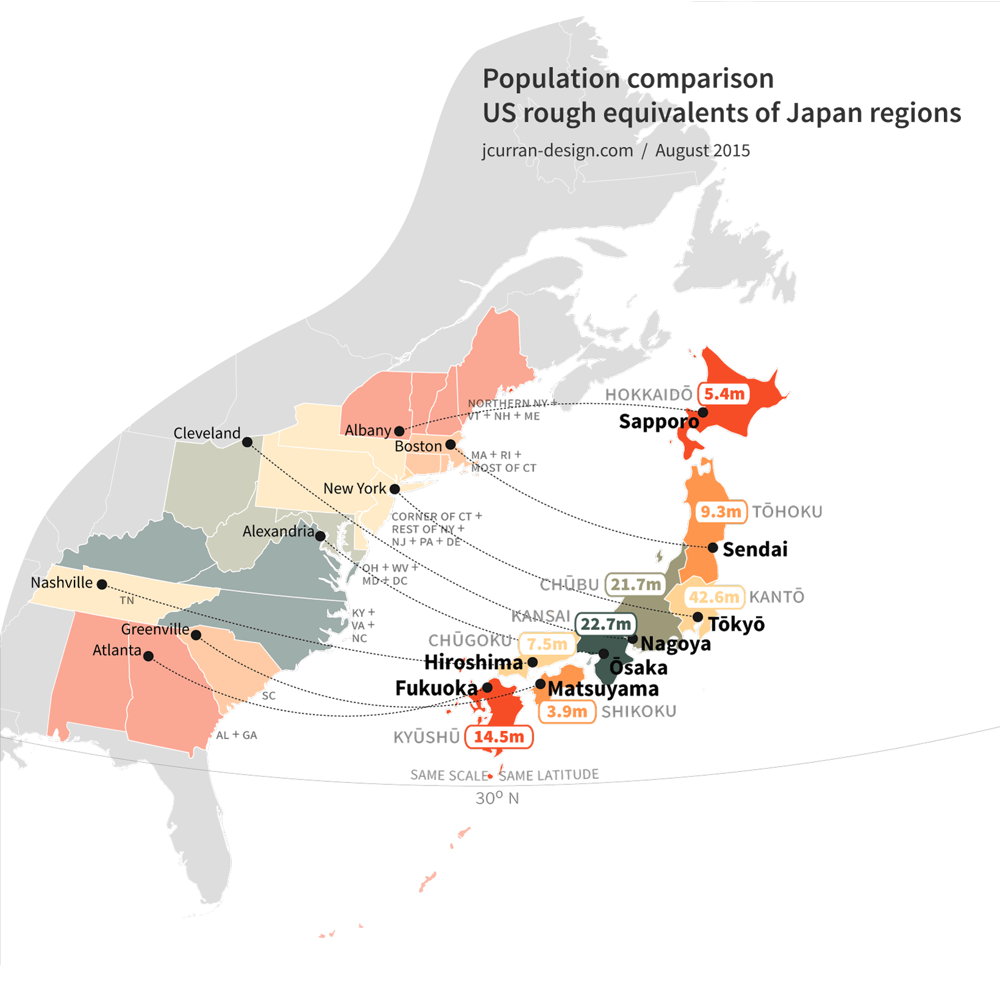 Population comparison
US rough equivalents of Japan regions
jcurran-design.com / August 2015
HOKKAIDŌ 5.4m
Sapporo
NORTHERN NY +
VT + NH + ME
Albany
Cleveland
Boston
MA + RI +
MOST OF CT
New York
9.3m TŌHOKU
CORNER OF CT +
REST OF NY +
NJ + PA + DE
Alexandria
Sendai
OH + WV +
MD + DC
Nashville
TN
CHŪBU 21.7m
42.6m KANTŌ
KY +
VA +
NC
KANSAI 22.7m
Tōkyō
Greenville
CHŪGOKU 7.5m
Nagoya
Atlanta
Hiroshima
Ōsaka
Fukuoka
Matsuyama
SC
3.9m SHIKOKU
AL + GA
KYŪSHŪ 14.5m
SAME SCALE SAME LATITUDE
30º N